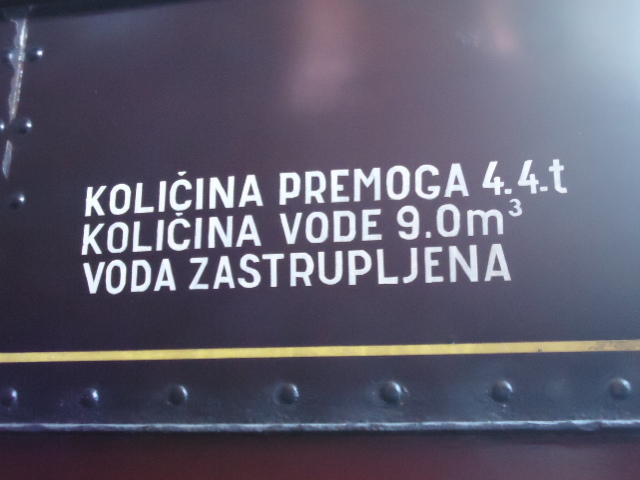 KOLIČINA PREMOGA 4.4.t
KOLIČINA VODE 9.0m³
VODA ZASTRUPLJENA